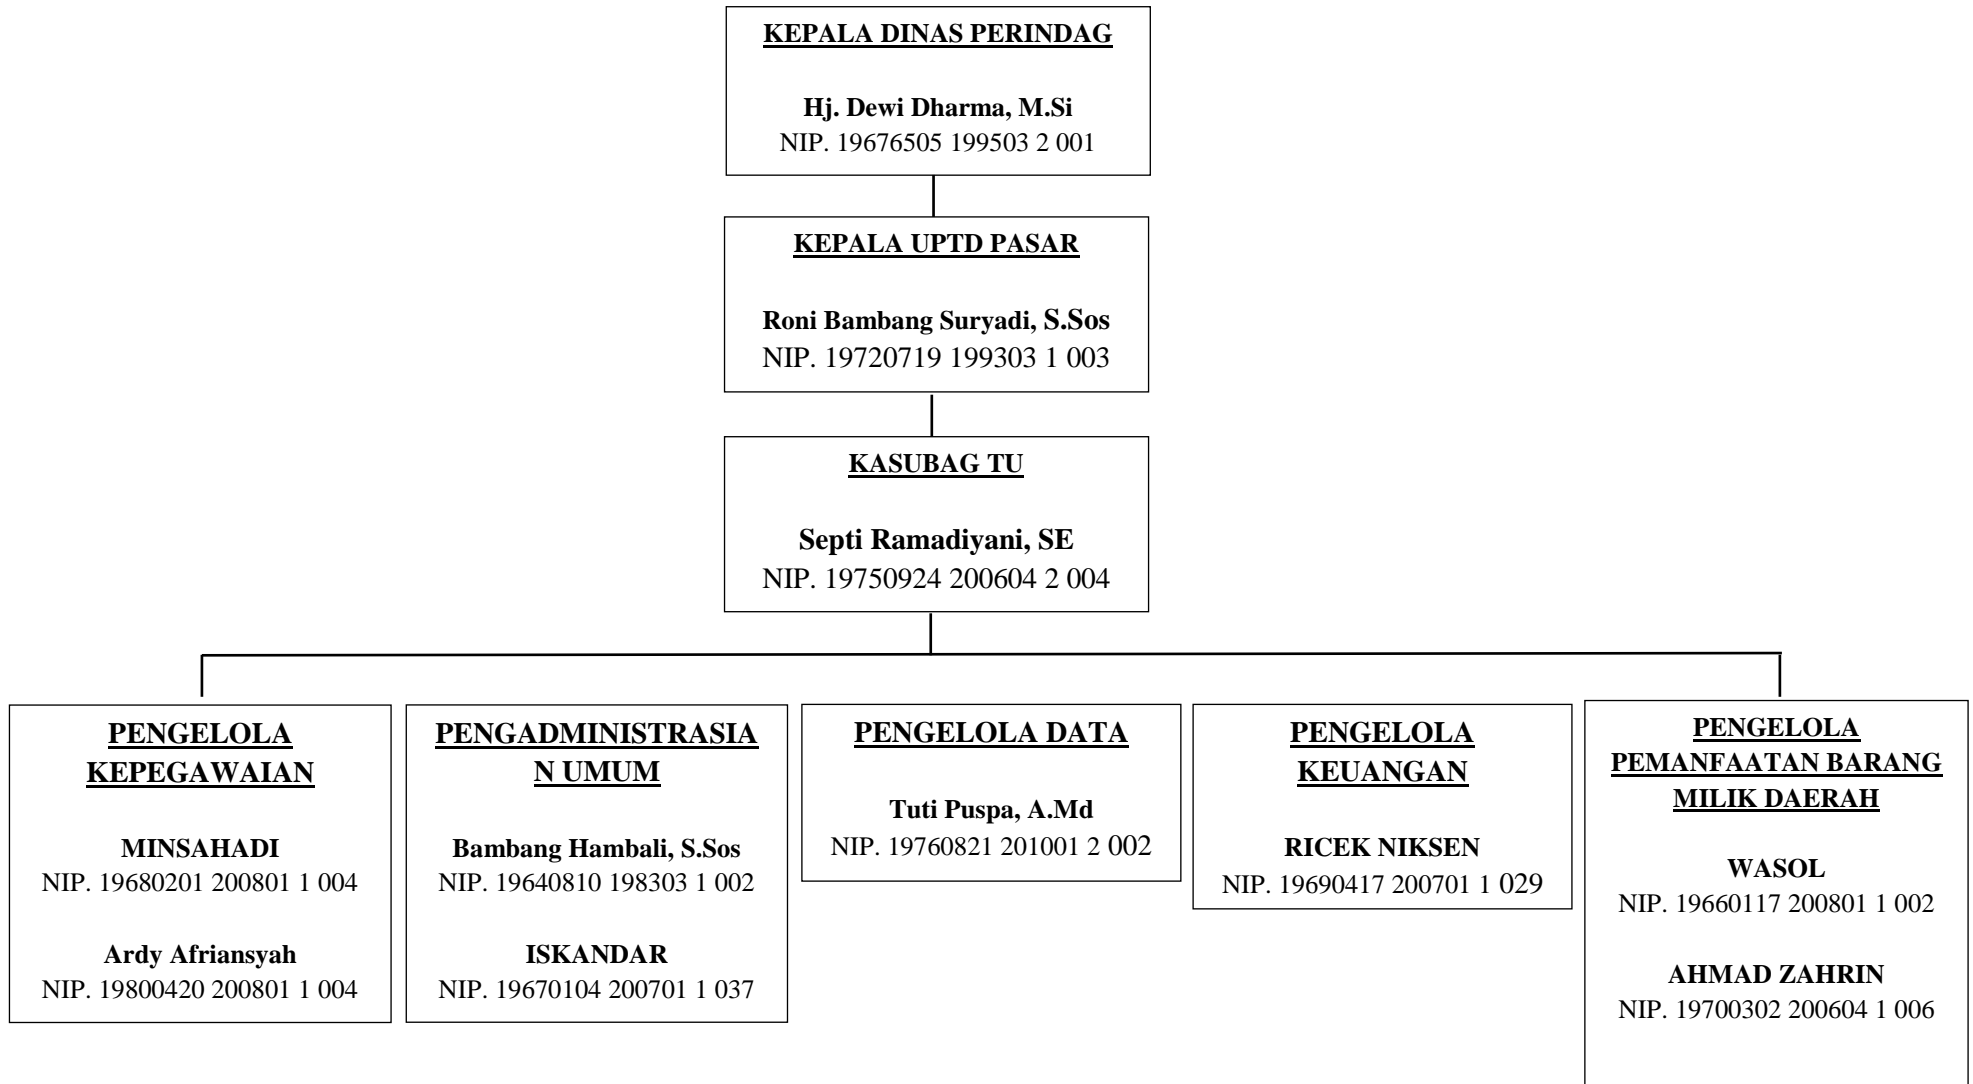 KEPALA DINAS PERINDAG
Hj. Dewi Dharma, M.Si
NIP. 19676505 199503 2 001
KEPALA UPTD PASAR
Roni Bambang Suryadi, S.Sos
NIP. 19720719 199303 1 003
KASUBAG TU
Septi Ramadiyani, SE
NIP. 19750924 200604 2 004
PENGELOLA
KEPEGAWAIAN
MINSAHADI
NIP. 19680201 200801 1 004
Ardy Afriansyah
NIP. 19800420 200801 1 004
PENGADMINISTRASIA
N UMUM
Bambang Hambali, S.Sos
NIP. 19640810 198303 1 002
ISKANDAR
NIP. 19670104 200701 1 037
PENGELOLA DATA
Tuti Puspa, A.Md
NIP. 19760821 201001 2 002
PENGELOLA
KEUANGAN
RICEK NIKSEN
NIP. 19690417 200701 1 029
PENGELOLA
PEMANFAATAN BARANG
MILIK DAERAH
WASOL
NIP. 19660117 200801 1 002
AHMAD ZAHRIN
NIP. 19700302 200604 1 006